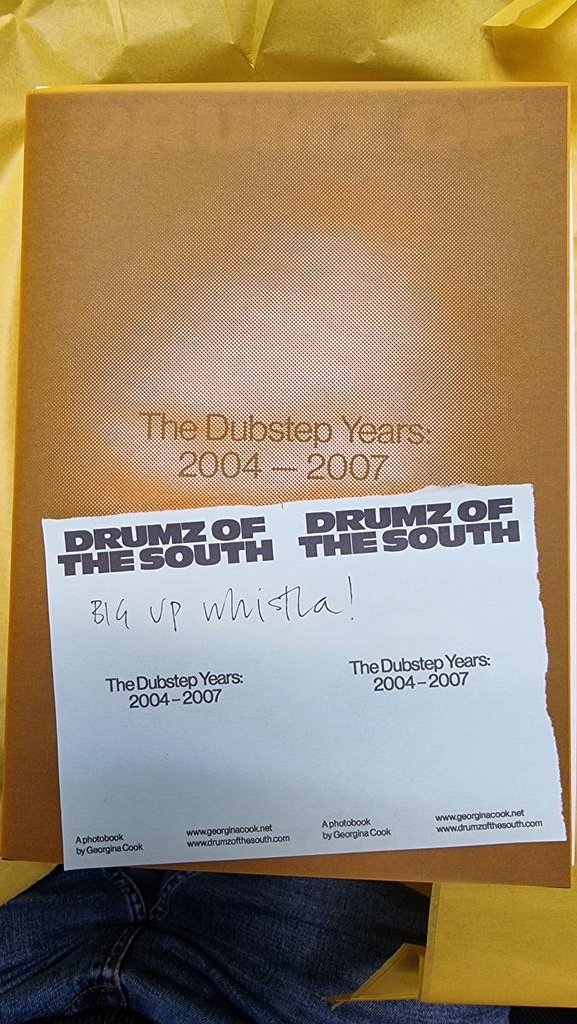 The Dubstep Years:
2004 — 2007
DRUMZ OF
THE SOUTH
DRUMZ OF
THE SOUTH
BIG UP Whistla!
The Dubstep Years:
2004–2007
The Dubstep Years:
2004–2007
A photobook
by Georgina Cook
www.georginacook.net
www.drumzofthesouth.com
A photobook
by Georgina Cook
www.georginacook.net
www.drumzofthesouth.com